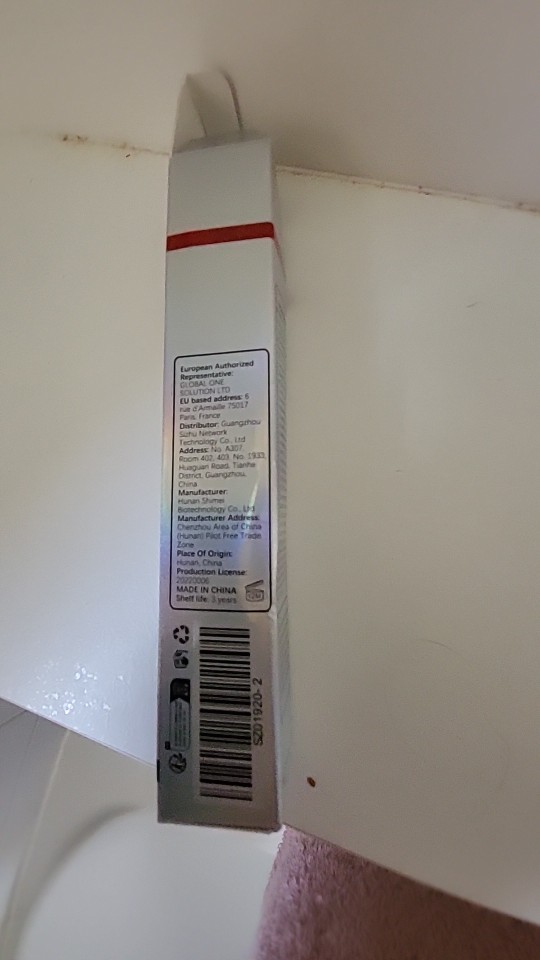 European Authorized
Representative:
GLOBAL ONE
SOLUTION LTD
EU based address: 6
rue d'Armaille 75017
Paris, France
Distributor: Guangzhou
Sizhu Network
Technology Co., Ltd
Address: No. A307,
Room 402, 403, No. 1933,
Huaguan Road, Tianhe
District, Guangzhou,
China
Manufacturer:
Hunan Shimei
Biotechnology Co., Ltd
Manufacturer Address:
Chenzhou Area of China
(Hunan) Pilot Free Trade
Zone
Place Of Origin:
Hunan, China
Production License:
20220006
MADE IN CHINA
Shelf life: 3 years
12M
SZ01920-2